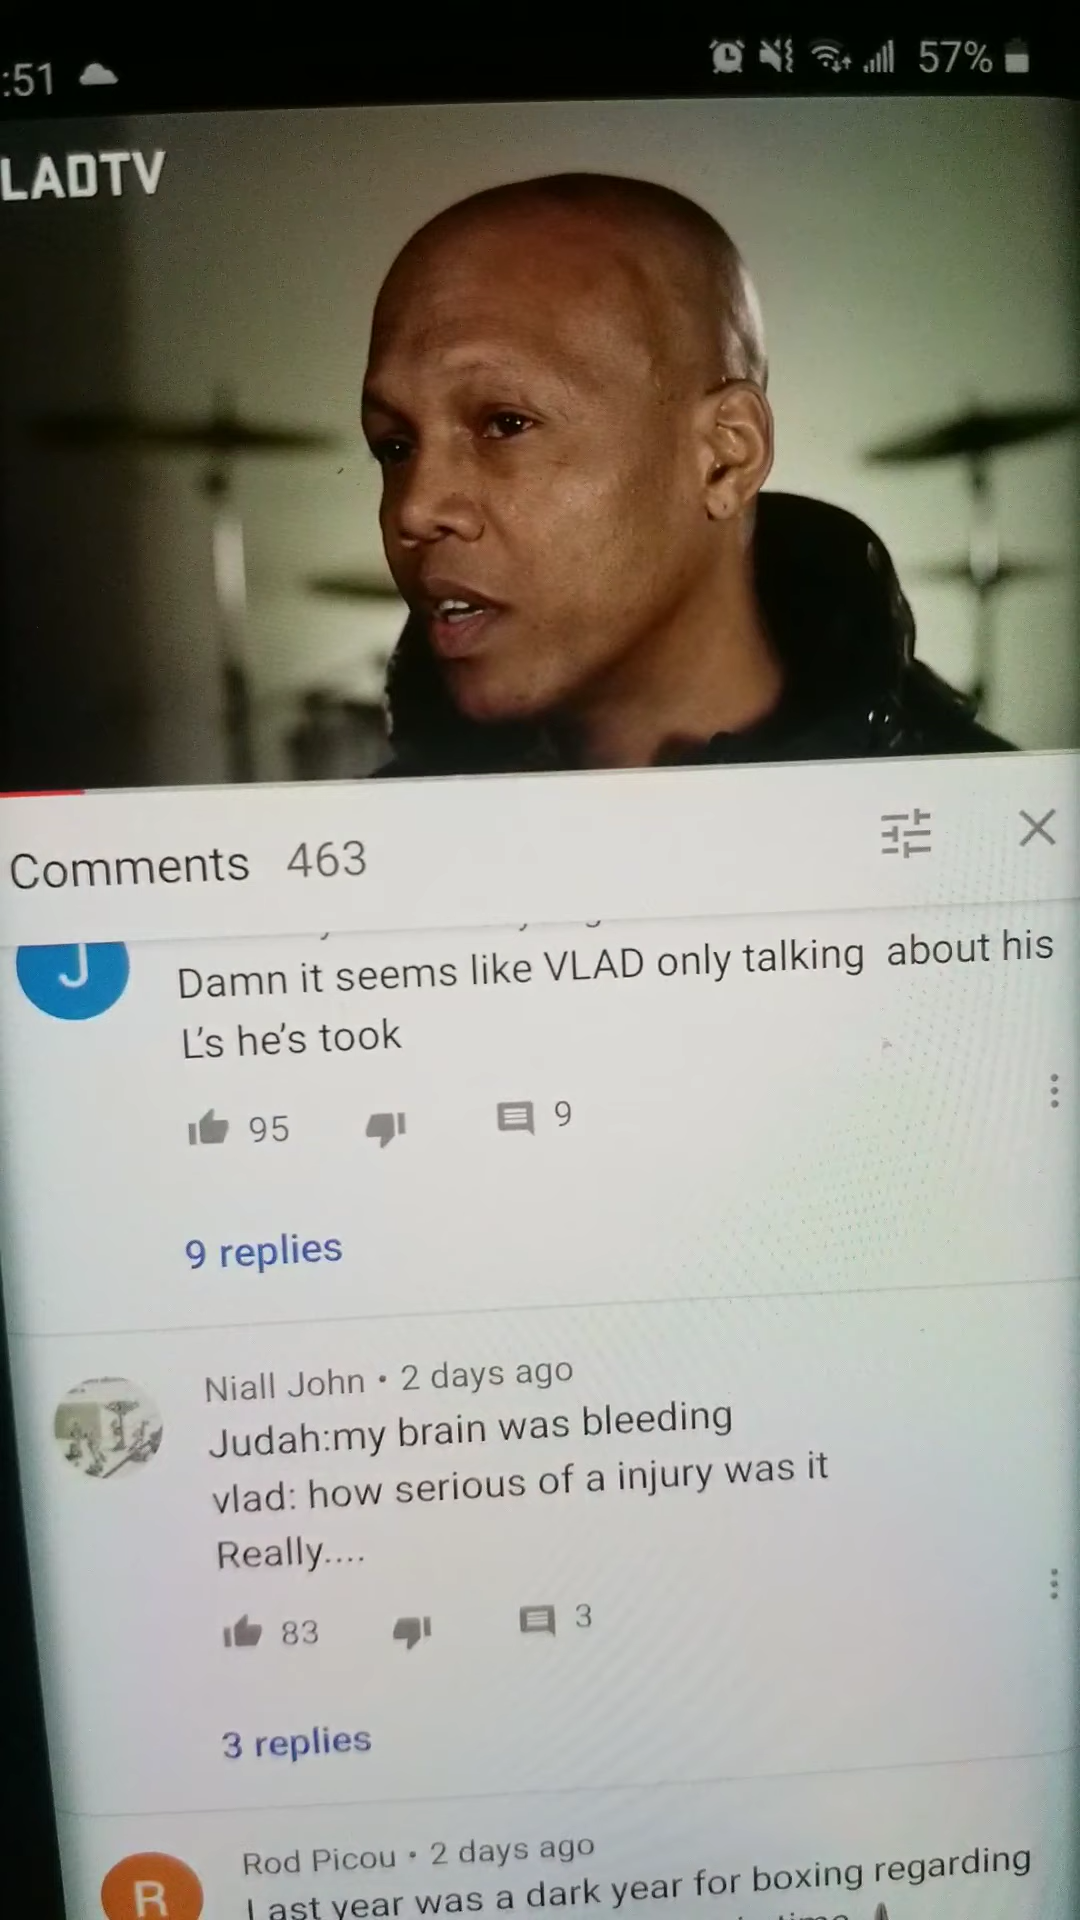 :51
57%
LADTV
Comments 463
J
Damn it seems like VLAD only talking about his
L's he's took
95
9
9 replies
Niall John • 2 days ago
Judah:my brain was bleeding
vlad: how serious of a injury was it
Really....
83
3
3 replies
Rod Picou • 2 days ago
R
Last year was a dark year for boxing regarding